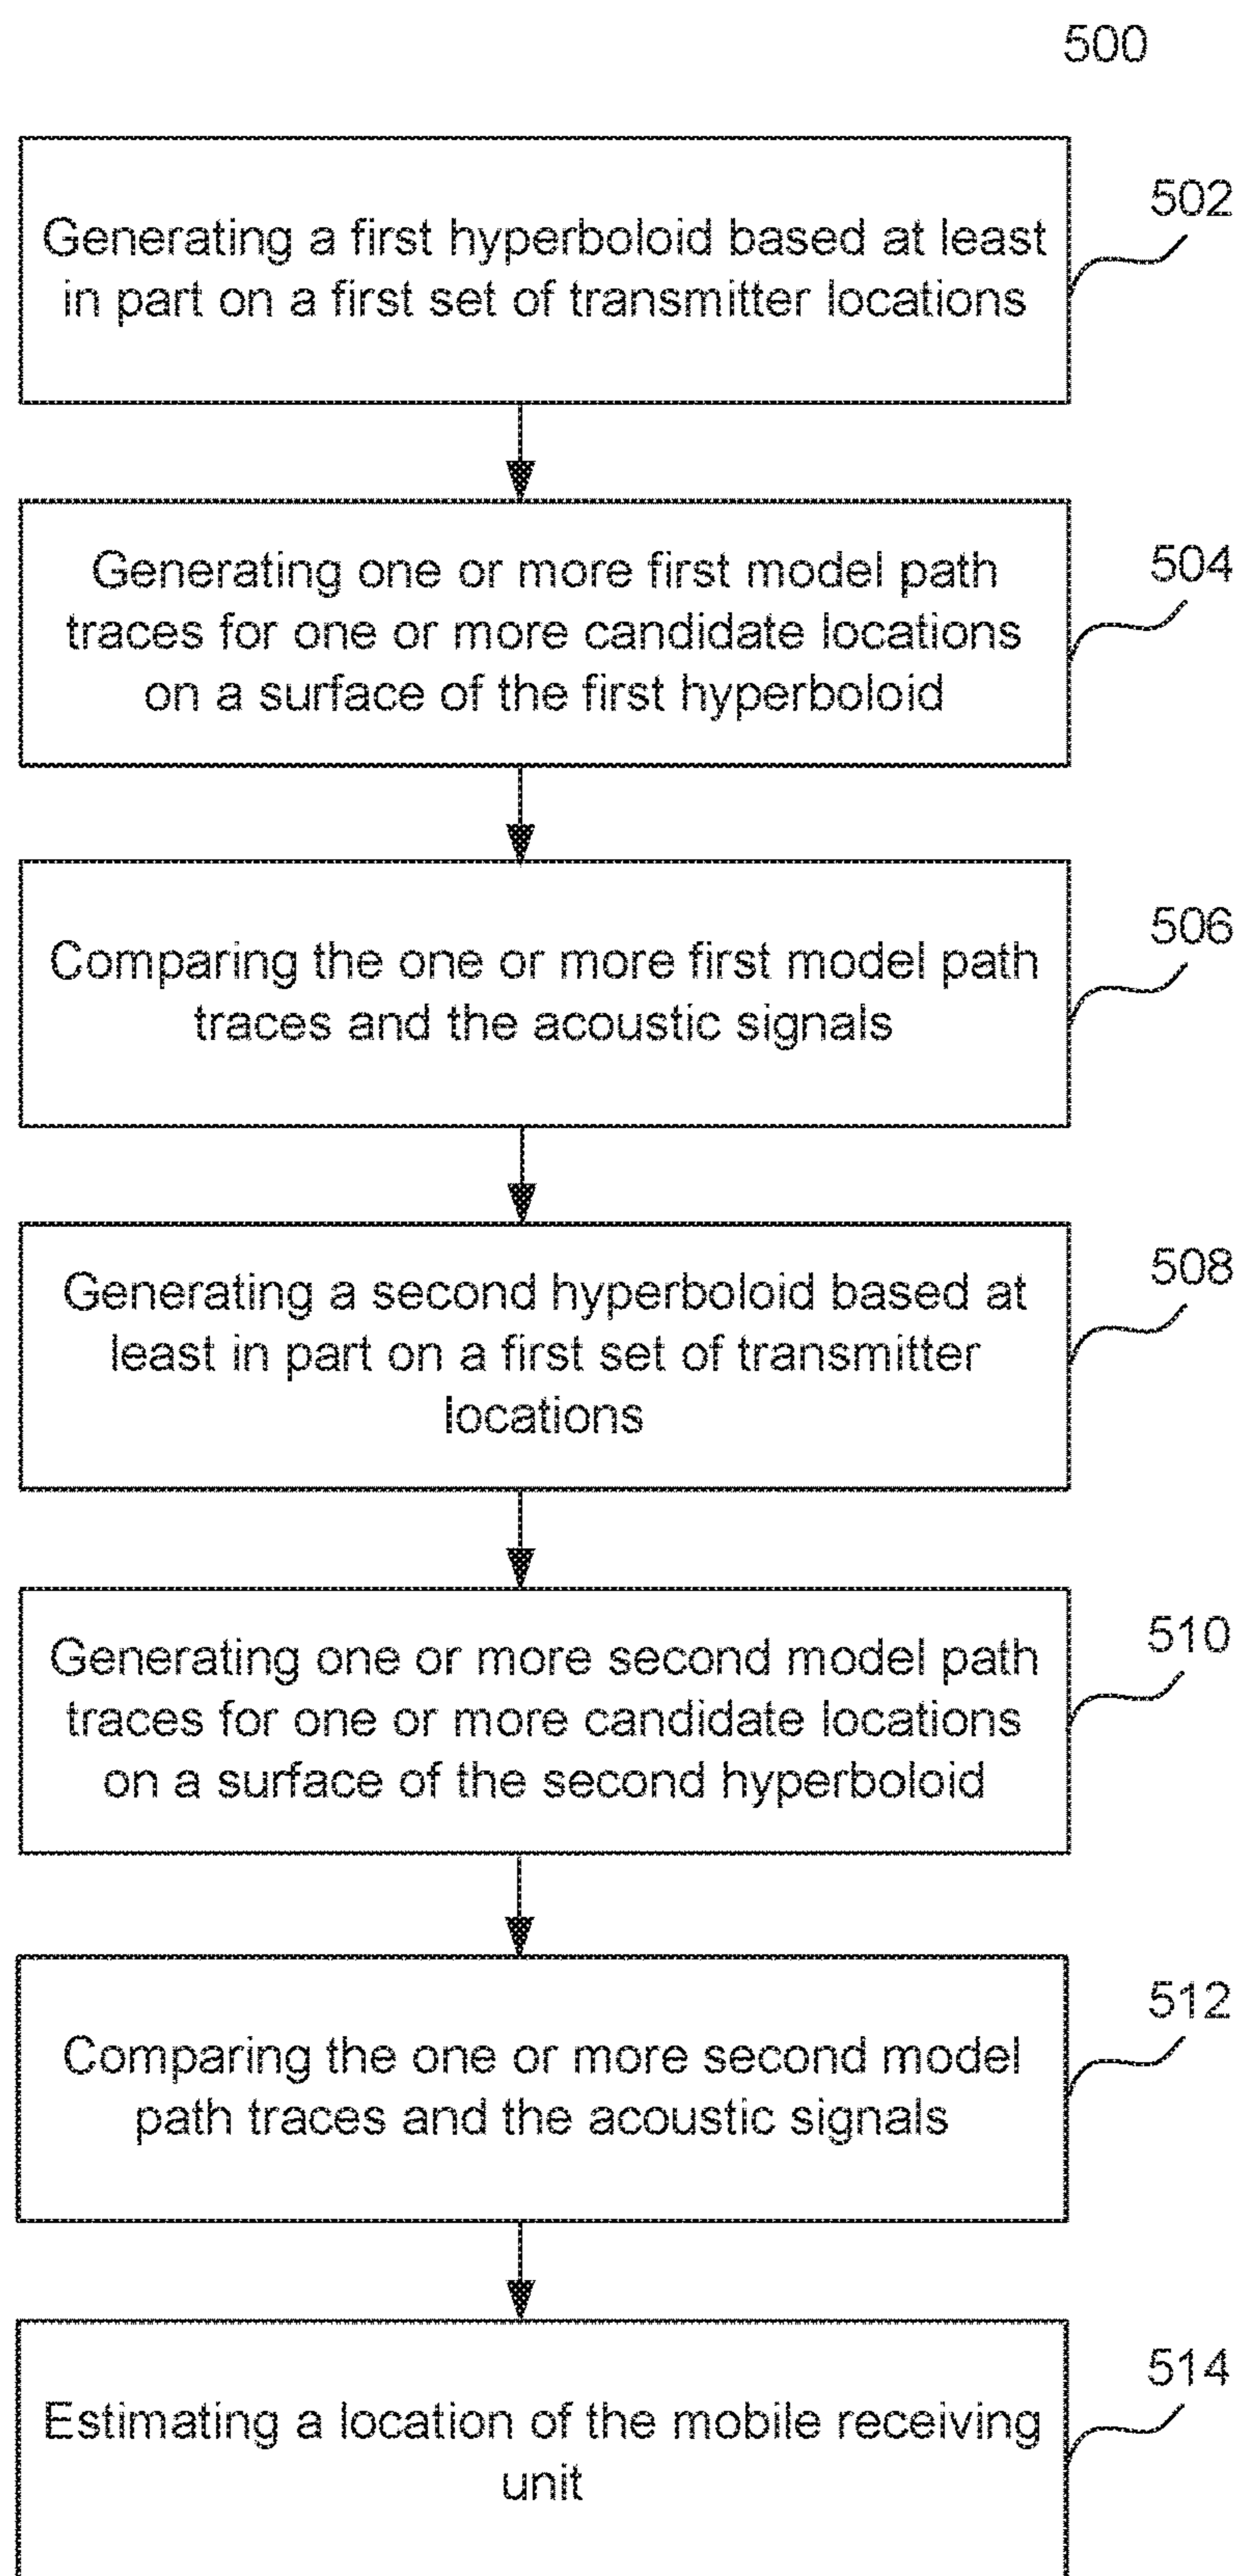 500
502
Generating a first hyperboloid based at least
in part on a first set of transmitter locations
504
Generating one or more first model path
traces for one or more candidate locations
on a surface of the first hyperboloid
506
Comparing the one or more first model path
traces and the acoustic signals
508
Generating a second hyperboloid based at
least in part on a first set of transmitter
locations
510
Generating one or more second model path
traces for one or more candidate locations
on a surface of the second hyperboloid
512
Comparing the one or more second model
path traces and the acoustic signals
514
Estimating a location of the mobile receiving
unit